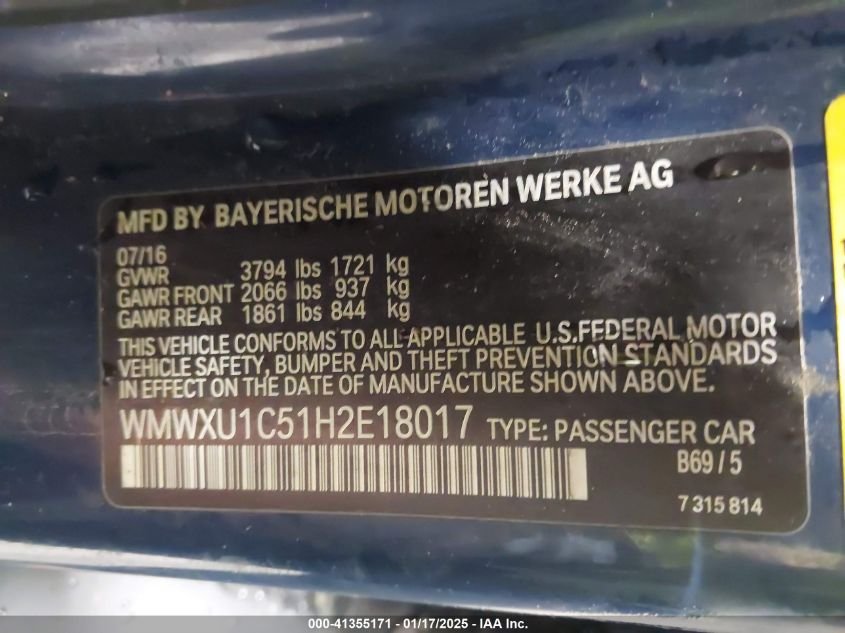 MFD BY BAYERISCHE MOTOREN WERKE AG
07/16
GVWR 3794 lbs 1721 kg
GAWR FRONT 2066 lbs 937 kg
GAWR REAR 1861 lbs 844 kg
THIS VEHICLE CONFORMS TO ALL APPLICABLE U.S.FEDERAL MOTOR
VEHICLE SAFETY, BUMPER AND THEFT PREVENTION STANDARDS
IN EFFECT ON THE DATE OF MANUFACTURE SHOWN ABOVE.
WMWXU1C51H2E18017 TYPE: PASSENGER CAR
B69/5
7 315 814
000-41355171 - 01/17/2025 - IAA Inc.